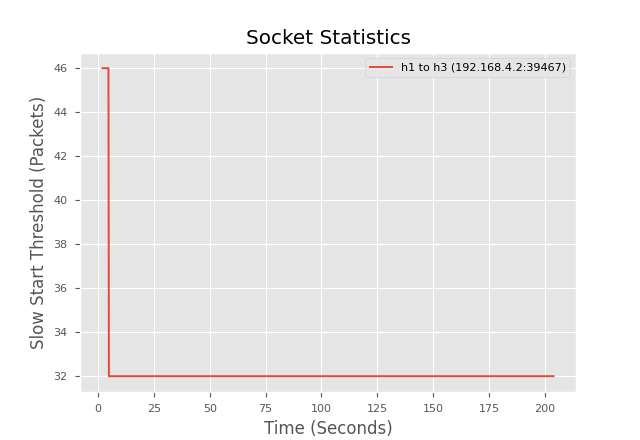 Socket Statistics
h1 to h3 (192.168.4.2:39467)
Slow Start Threshold (Packets)
46
44
42
40
38
36
34
32
0 25 50 75 100 125 150 175 200
Time (Seconds)